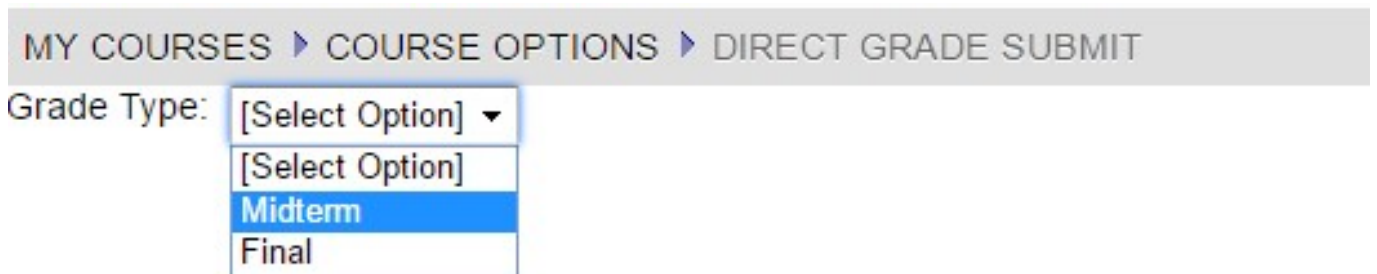 MY COURSES COURSE OPTIONS DIRECT GRADE SUBMIT
Grade Type: [Select Option]
[Select Option]
Midterm
Final